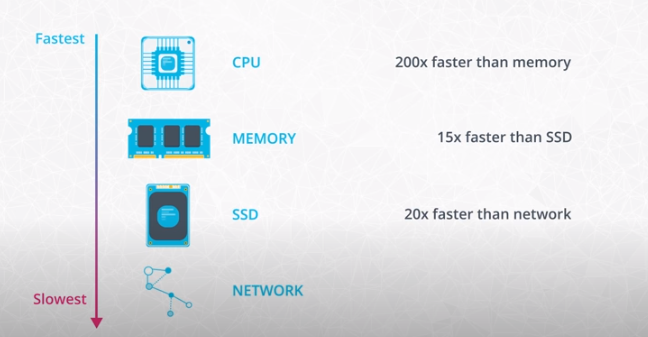 Fastest
CPU 200x faster than memory
MEMORY 15x faster than SSD
SSD 20x faster than network
NETWORK
Slowest